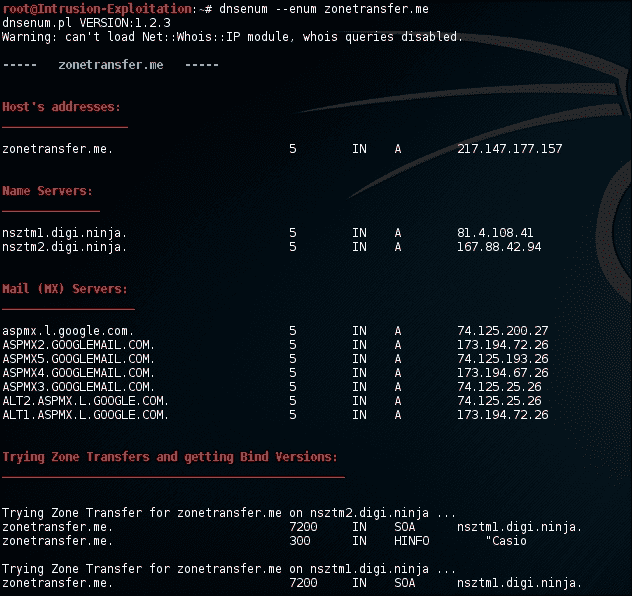 root@Intrusion-Exploitation:~# dnsenum --enum zonetransfer.me
dnsenum.pl VERSION:1.2.3
Warning: can't load Net::Whois::IP module, whois queries disabled.
----- zonetransfer.me -----
Host's addresses:
zonetransfer.me. 5 IN A 217.147.177.157
Name Servers:
nsztm1.digi.ninja. 5 IN A 81.4.108.41
nsztm2.digi.ninja. 5 IN A 167.88.42.94
Mail (MX) Servers:
aspmx.l.google.com. 5 IN A 74.125.200.27
ASPMX2.GOOGLEMAIL.COM. 5 IN A 173.194.72.26
ASPMX5.GOOGLEMAIL.COM. 5 IN A 74.125.193.26
ASPMX4.GOOGLEMAIL.COM. 5 IN A 173.194.67.26
ASPMX3.GOOGLEMAIL.COM. 5 IN A 74.125.25.26
ALT2.ASPMX.L.GOOGLE.COM. 5 IN A 74.125.25.26
ALT1.ASPMX.L.GOOGLE.COM. 5 IN A 173.194.72.26
Trying Zone Transfers and getting Bind Versions:
Trying Zone Transfer for zonetransfer.me on nsztm2.digi.ninja ...
zonetransfer.me. 7200 IN SOA nsztm1.digi.ninja.
zonetransfer.me. 300 IN HINFO "Casio
Trying Zone Transfer for zonetransfer.me on nsztm1.digi.ninja ...
zonetransfer.me. 7200 IN SOA nsztm1.digi.ninja.